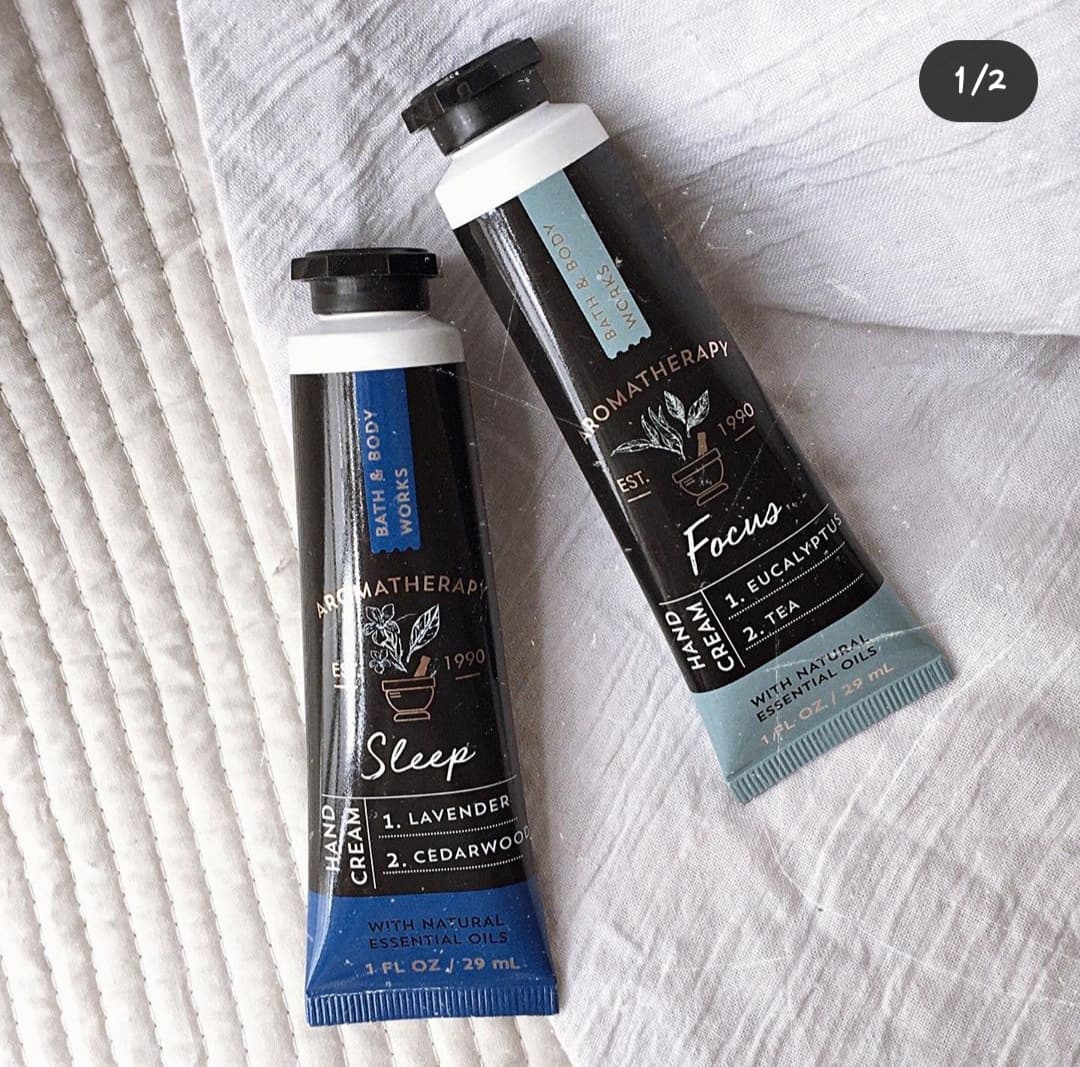 1/2
BATH & BODY
WORKS
AROMATHERAPY
EST. 1990
Focus
HAND
CREAM
1. EUCALYPTUS
2. TEA
WITH NATURAL
ESSENTIAL OILS
1 FL OZ / 29 mL
BATH & BODY
WORKS
AROMATHERAPY
EST. 1990
Sleep
HAND
CREAM
1. LAVENDER
2. CEDARWOOD
WITH NATURAL
ESSENTIAL OILS
1 FL OZ / 29 mL